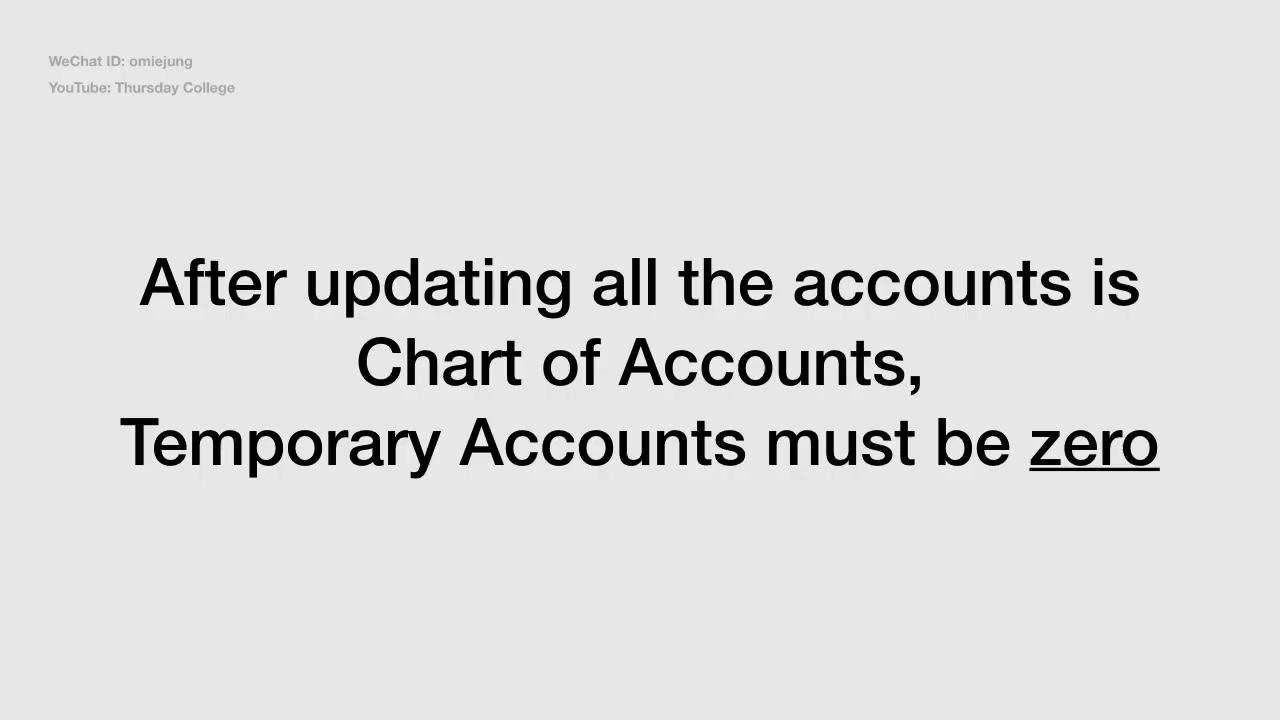 WeChat ID: omiejung
YouTube: Thursday College
After updating all the accounts is
Chart of Accounts,
Temporary Accounts must be zero